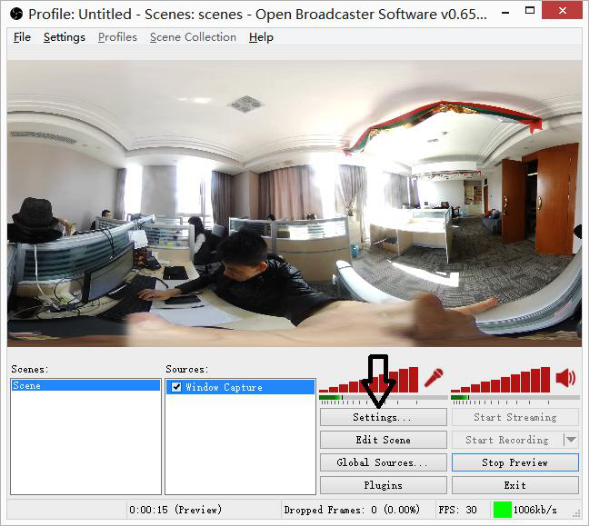 Profile: Untitled - Scenes: scenes - Open Broadcaster Software v0.65...
File Settings Profiles Scene Collection Help
Scenes:
Scene
Sources:
Window Capture
Settings...
Start Streaming
Edit Scene
Start Recording
Global Sources...
Stop Preview
Plugins
Exit
0:00:15 (Preview)
Dropped Frames: 0 (0.00%)
FPS: 30
1006kb/s